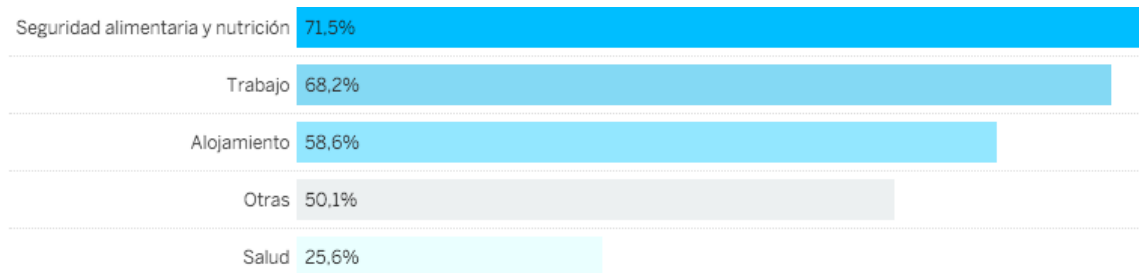 Seguridad alimentaria y nutrición 71,5%
Trabajo 68,2%
Alojamiento 58,6%
Otras 50,1%
Salud 25,6%